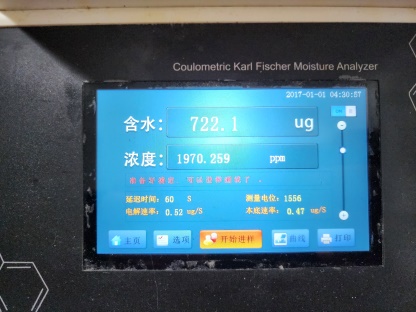 Coulometric Karl Fischer Moisture Analyzer
2017-01-01 04:30:57
含水： 722.1 ug
浓度： 1970.259 ppm
延迟时间： 60 S 测量电位：1556
电解速率： 0.52 ug/S 本底速率： 0.47 ug/S
主页 选项 开始进样 曲线 打印